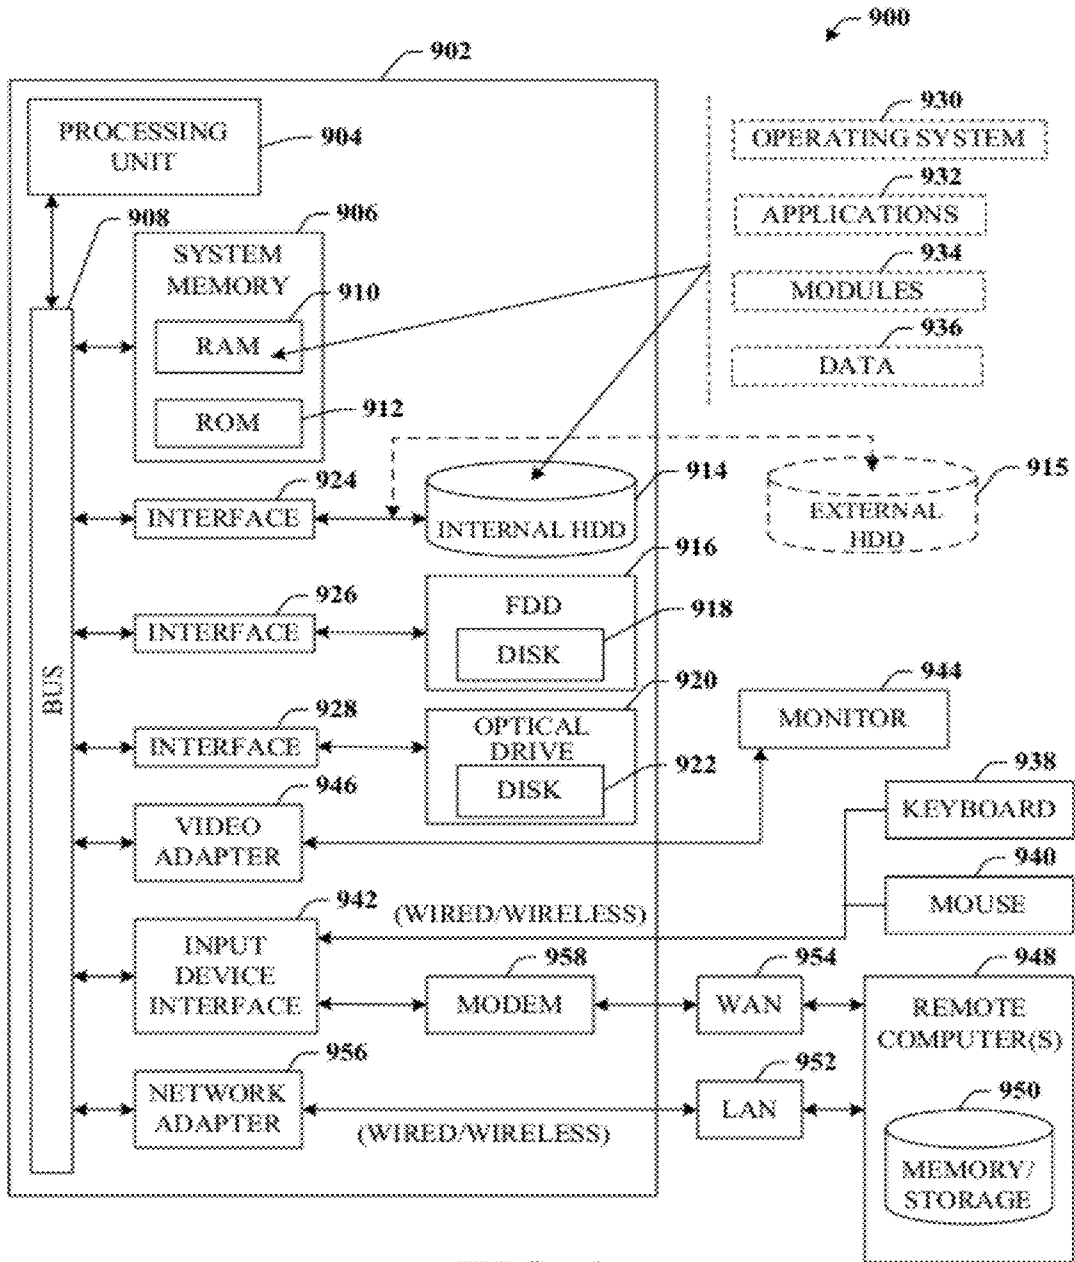 900
902
PROCESSING
UNIT
904
930
OPERATING SYSTEM
932
APPLICATIONS
934
MODULES
936
DATA
908
906
SYSTEM
MEMORY
910
RAM
912
ROM
924
INTERFACE
914
INTERNAL HDD
915
EXTERNAL
HDD
916
926
INTERFACE
FDD
918
DISK
BUS
920
928
INTERFACE
OPTICAL
DRIVE
922
DISK
944
MONITOR
946
VIDEO
ADAPTER
938
KEYBOARD
940
MOUSE
942
(WIRED/WIRELESS)
INPUT
DEVICE
INTERFACE
958
MODEM
954
WAN
948
REMOTE
COMPUTER(S)
956
NETWORK
ADAPTER
(WIRED/WIRELESS)
952
LAN
950
MEMORY/
STORAGE